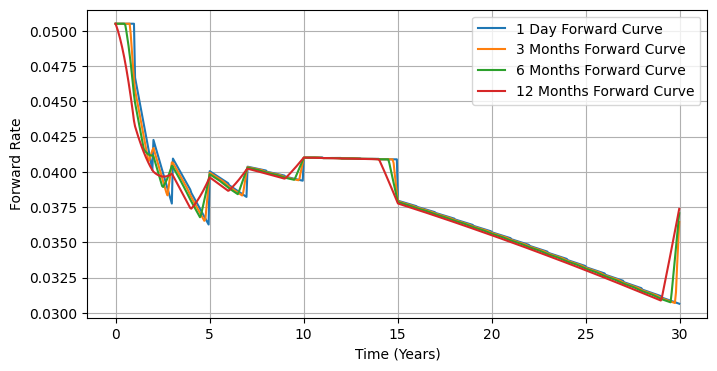 1 Day Forward Curve
3 Months Forward Curve
6 Months Forward Curve
12 Months Forward Curve
0.0500
0.0475
0.0450
0.0425
0.0400
0.0375
0.0350
0.0325
0.0300
Forward Rate
0 5 10 15 20 25 30
Time (Years)